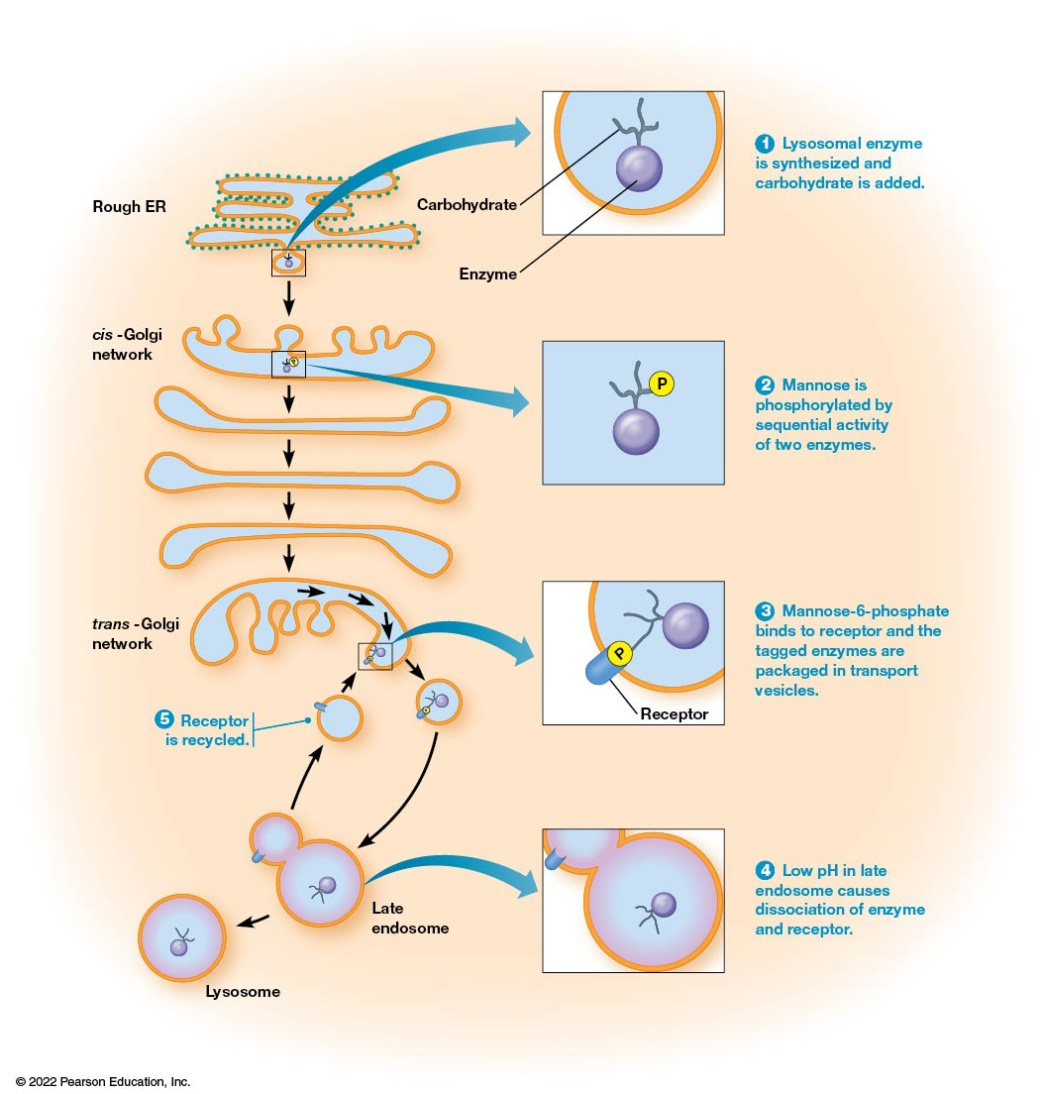 1 Lysosomal enzyme
is synthesized and
carbohydrate is added.
Rough ER
Carbohydrate
Enzyme
cis -Golgi
network
P
P
2 Mannose is
phosphorylated by
sequential activity
of two enzymes.
trans -Golgi
network
P
3 Mannose-6-phosphate
binds to receptor and the
tagged enzymes are
packaged in transport
vesicles.
Receptor
5 Receptor
is recycled.
4 Low pH in late
endosome causes
dissociation of enzyme
and receptor.
Late
endosome
Lysosome
© 2022 Pearson Education, Inc.